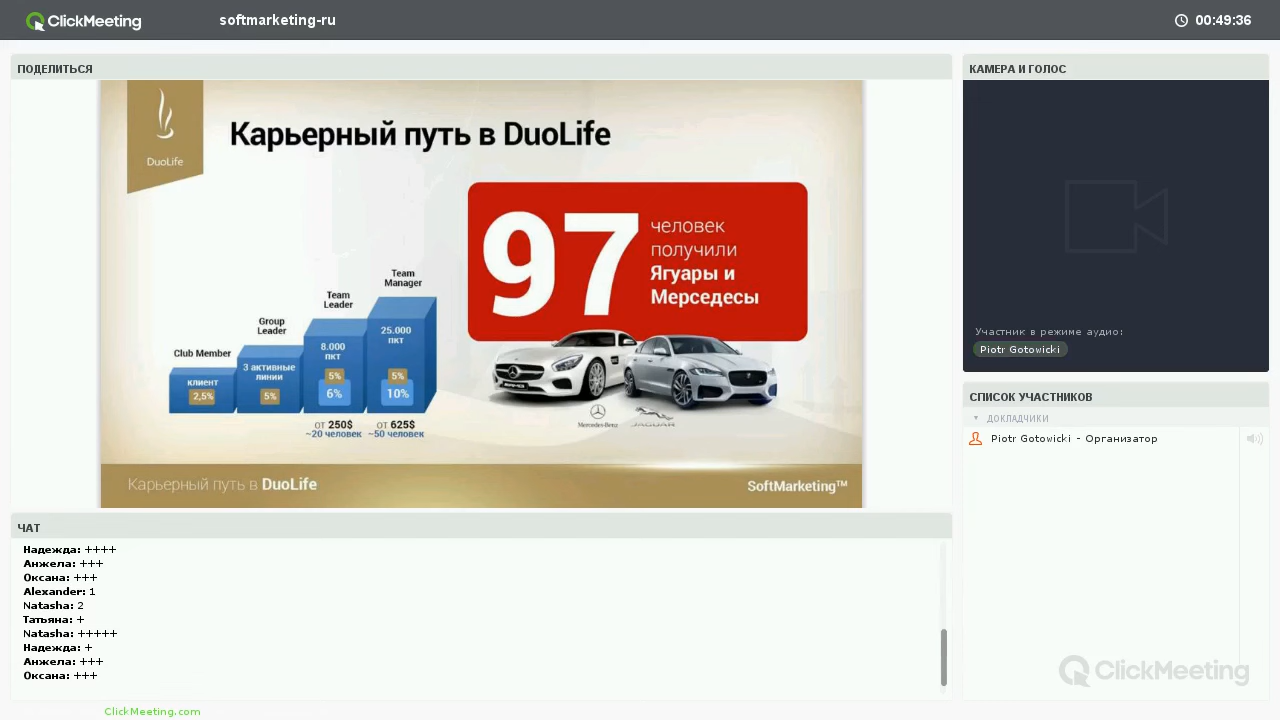 ClickMeeting
softmarketing-ru
00:49:36
ПОДЕЛИТЬСЯ
DuoLife
Карьерный путь в DuoLife
97
человек
получили
Ягуары и
Мерседесы
Team
Manager
Team
Leader
Group
Leader
Club Member
25.000
пкт
8.000
пкт
3 активные
линии
клиент
2,5%
5%
5%
6%
5%
10%
от 250$
~20 человек
от 625$
~50 человек
Mercedes-Benz
JAGUAR
Карьерный путь в DuoLife
SoftMarketing™
КАМЕРА И ГОЛОС
Участник в режиме аудио:
Piotr Gotowicki
СПИСОК УЧАСТНИКОВ
ДОКЛАДЧИКИ
Piotr Gotowicki - Организатор
ЧАТ
Надежда: ++++
Анжела: +++
Оксана: +++
Alexander: 1
Natasha: 2
Татьяна: +
Natasha: +++++
Надежда: +
Анжела: +++
Оксана: +++
ClickMeeting
ClickMeeting.com